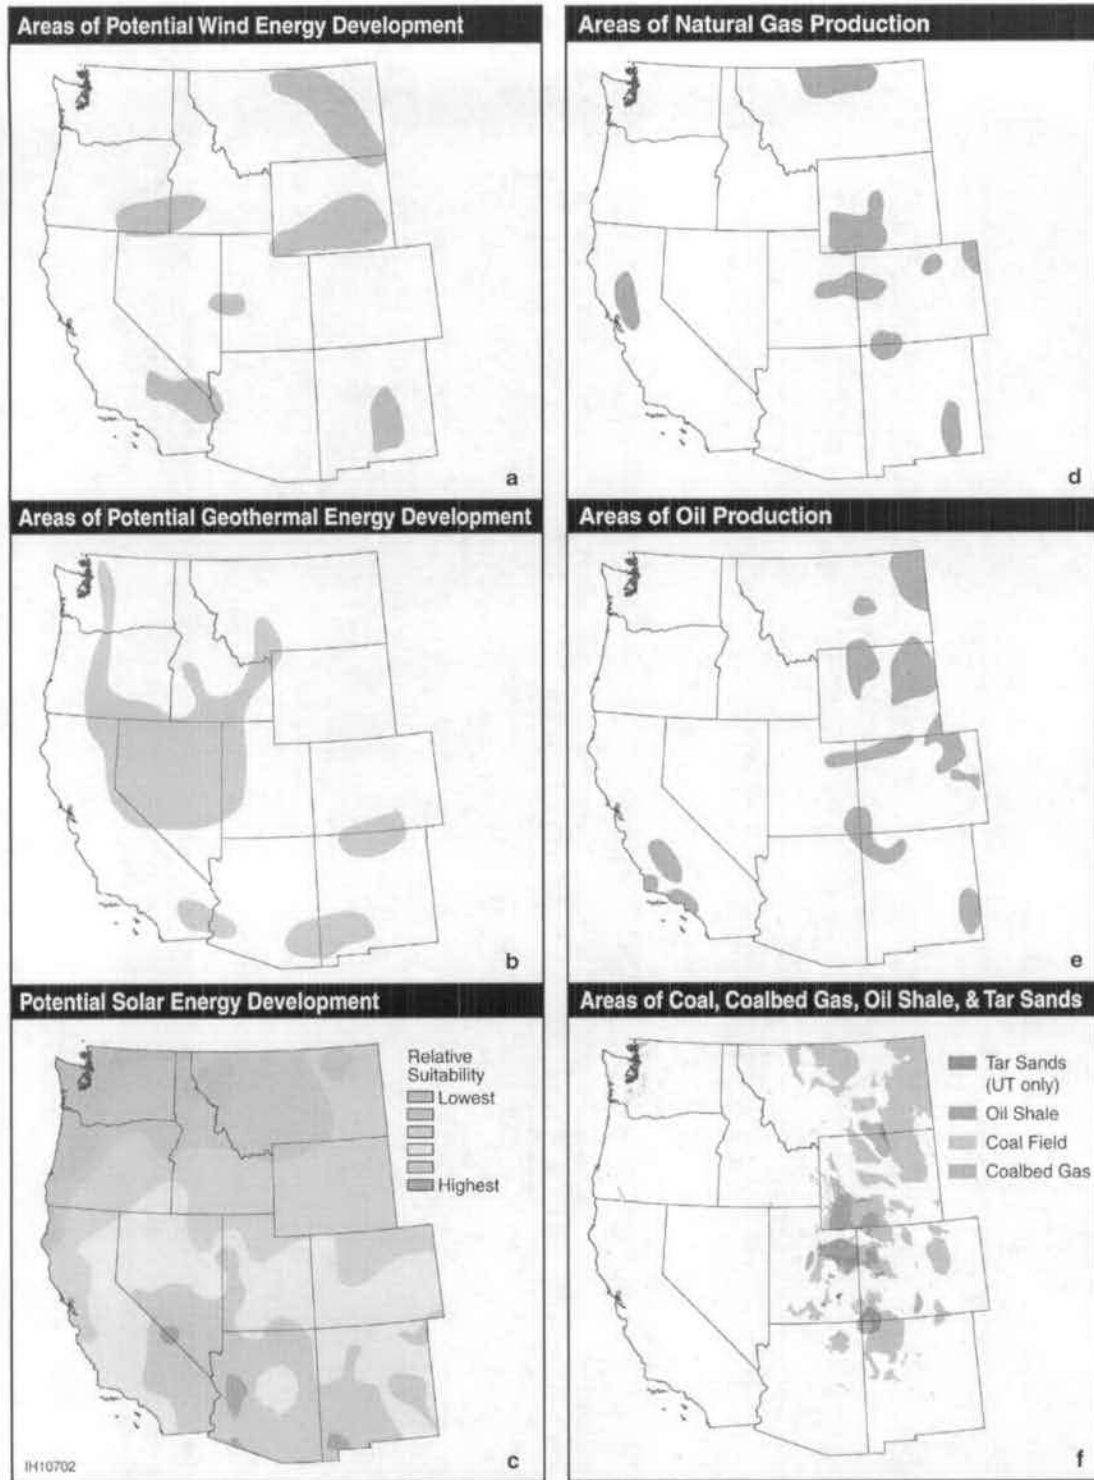 Areas of Potential Wind Energy Development
a
Areas of Natural Gas Production
d
Areas of Potential Geothermal Energy Development
b
Areas of Oil Production
e
Potential Solar Energy Development
Relative
Suitability
Lowest
Highest
IH10702
c
Areas of Coal, Coalbed Gas, Oil Shale, & Tar Sands
Tar Sands
(UT only)
Oil Shale
Coal Field
Coalbed Gas
f